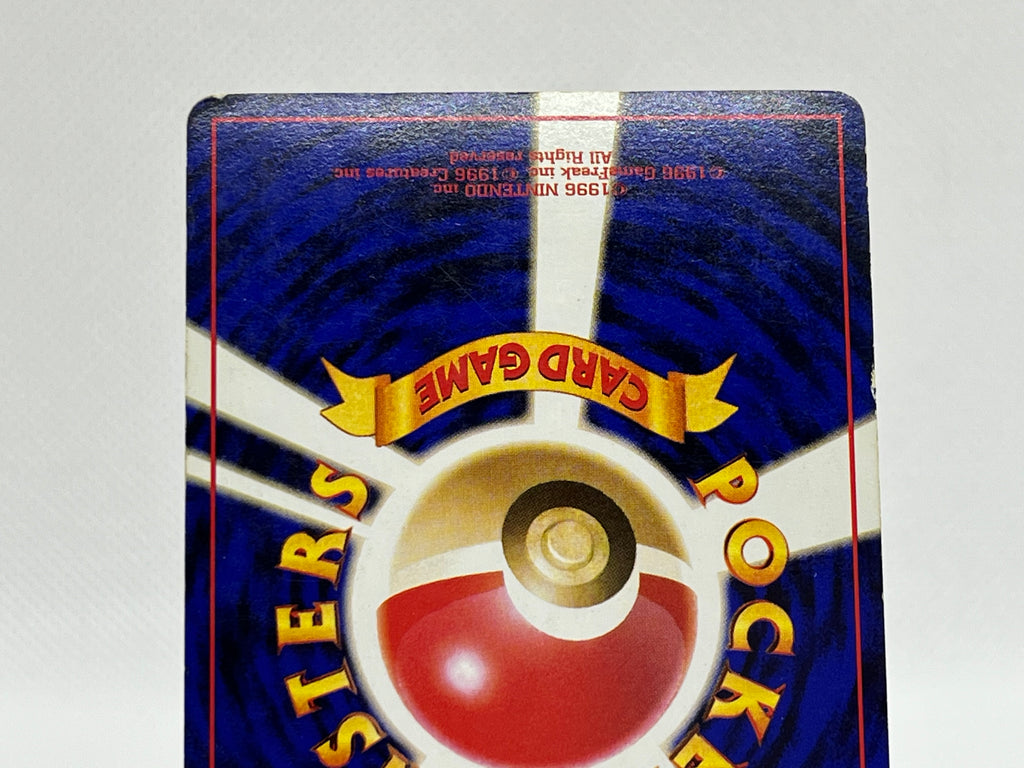 ©1996 NINTENDO inc
©1996 GameFreak inc © 1996 Creatures inc
All Rights reserved
CARD GAME
POCKE
STERS